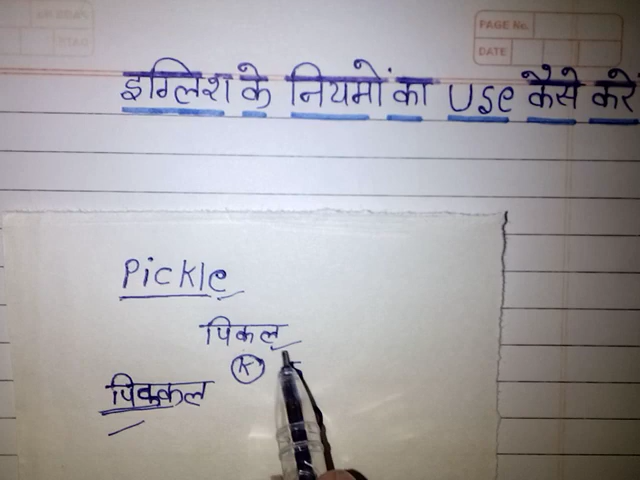 PAGE No.
DATE
इंग्लिश के नियमों का Use कैसे करें
Pickle
पिकल
K
पिक्कल